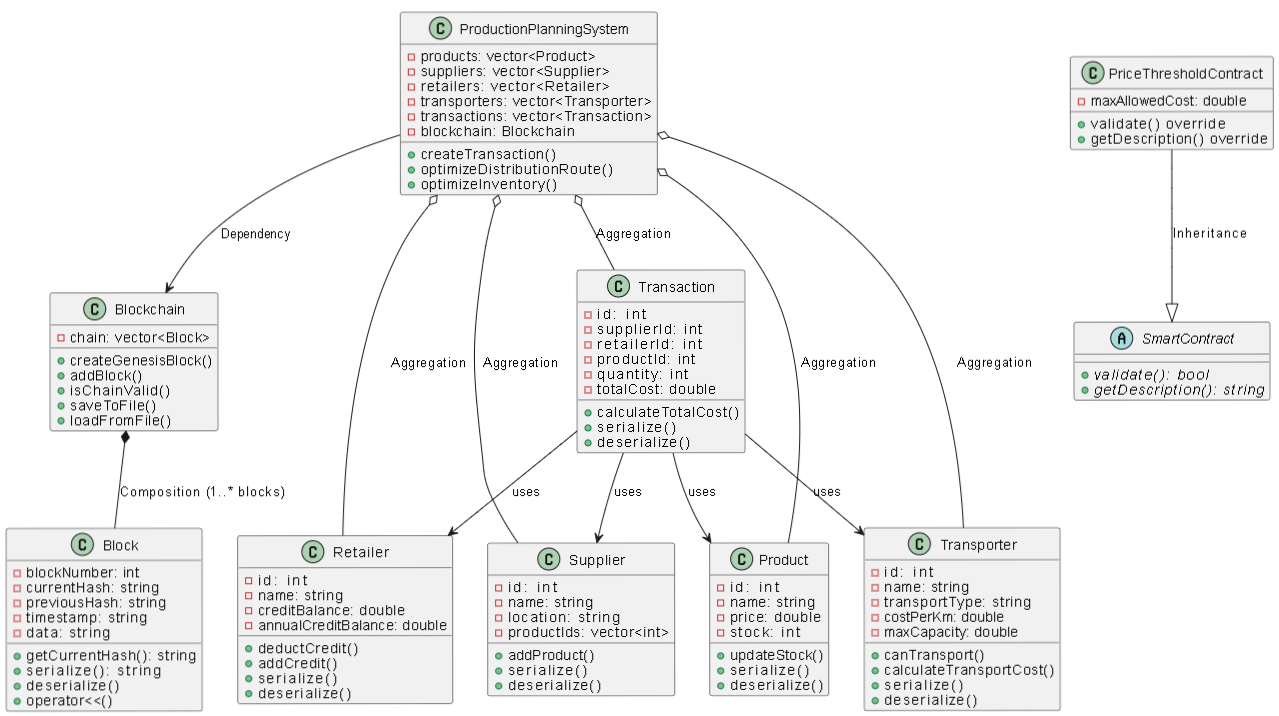 C ProductionPlanningSystem
products: vector<Product>
suppliers: vector<Supplier>
retailers: vector<Retailer>
transporters: vector<Transporter>
transactions: vector<Transaction>
blockchain: Blockchain
createTransaction()
optimizeDistributionRoute()
optimizeInventory()
C PriceThresholdContract
maxAllowedCost: double
validate() override
getDescription() override
Dependency
Aggregation
Inheritance
C Blockchain
chain: vector<Block>
createGenesisBlock()
addBlock()
isChainValid()
saveToFile()
loadFromFile()
Aggregation
Aggregation
C Transaction
id: int
supplierId: int
retailerId: int
productId: int
quantity: int
totalCost: double
calculateTotalCost()
serialize()
deserialize()
Aggregation
Aggregation
A SmartContract
validate(): bool
getDescription(): string
Composition (1..* blocks)
uses
uses
uses
uses
C Block
blockNumber: int
currentHash: string
previousHash: string
timestamp: string
data: string
getCurrentHash(): string
serialize(): string
deserialize()
operator<<()
C Retailer
id: int
name: string
creditBalance: double
annualCreditBalance: double
deductCredit()
addCredit()
serialize()
deserialize()
C Supplier
id: int
name: string
location: string
productIds: vector<int>
addProduct()
serialize()
deserialize()
C Product
id: int
name: string
price: double
stock: int
updateStock()
serialize()
deserialize()
C Transporter
id: int
name: string
transportType: string
costPerKm: double
maxCapacity: double
canTransport()
calculateTransportCost()
serialize()
deserialize()